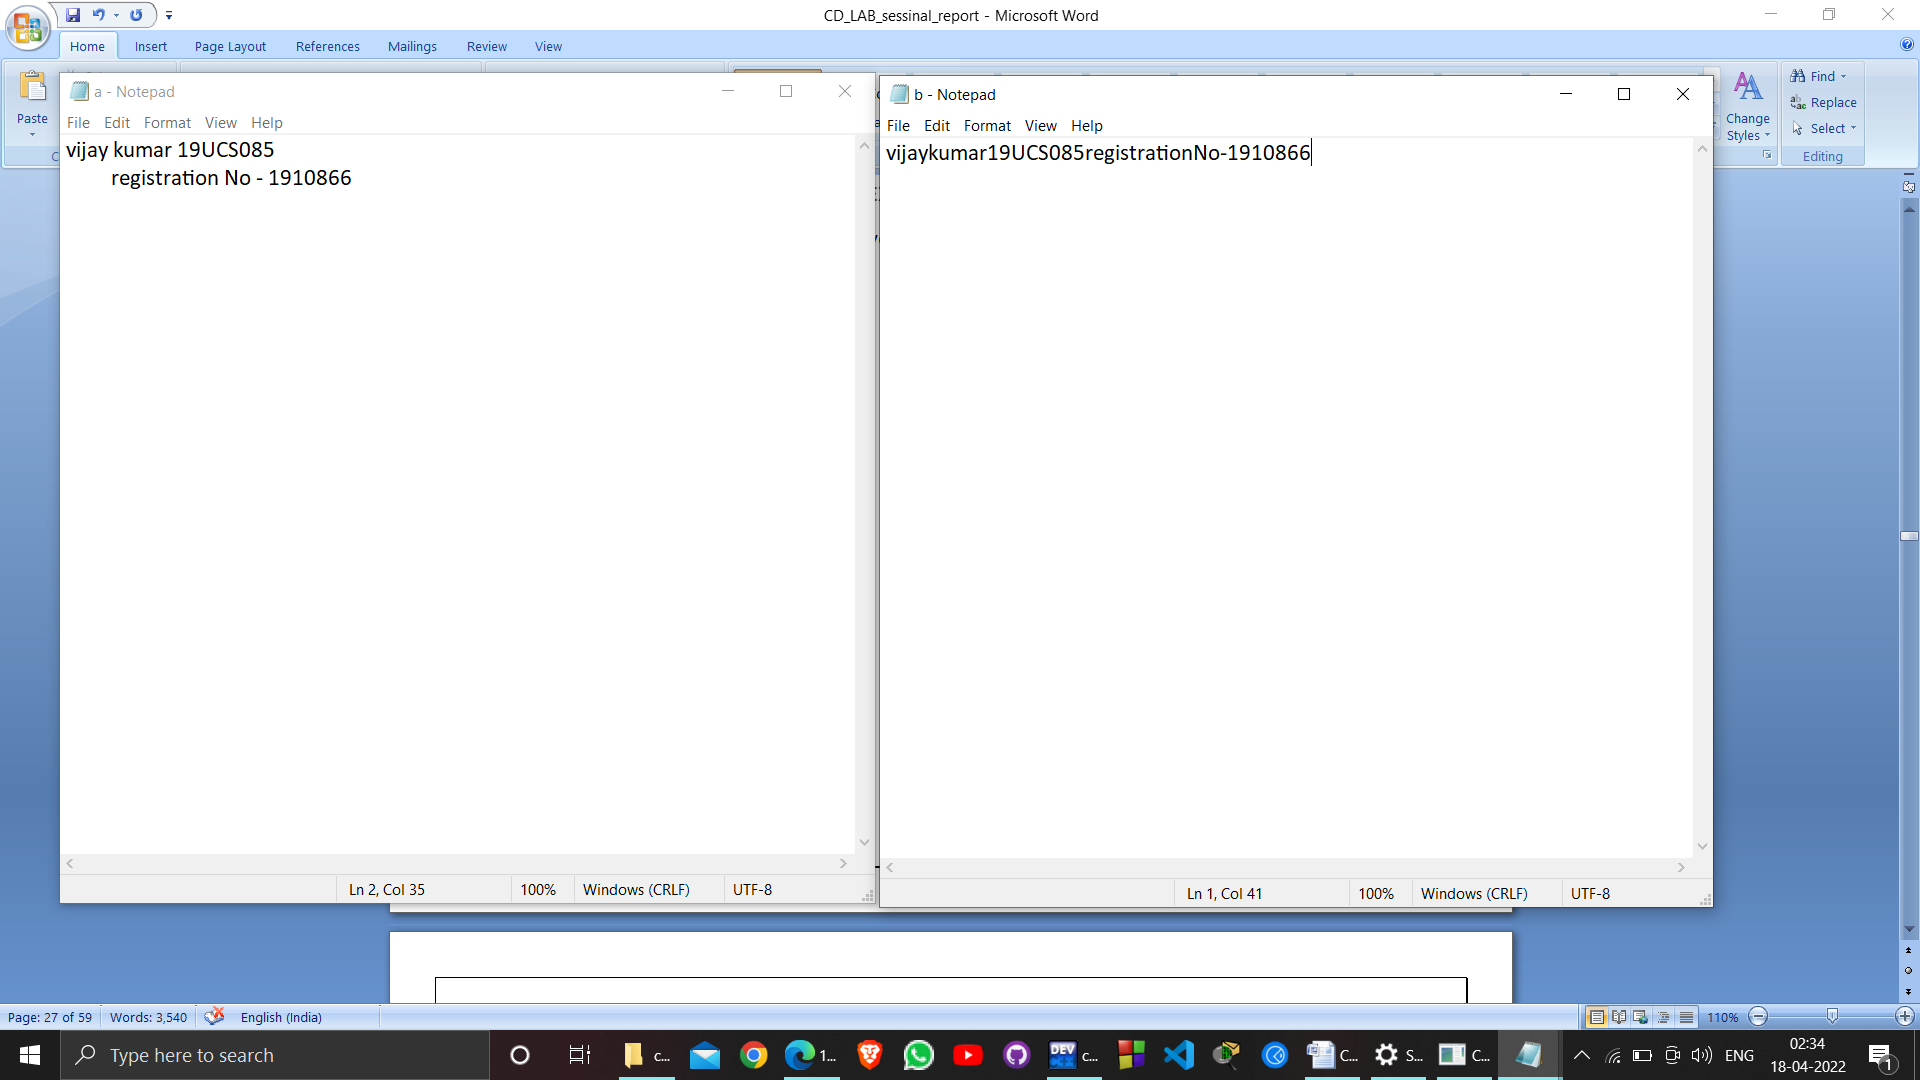 CD_LAB_sessinal_report - Microsoft Word
Home Insert Page Layout References Mailings Review View
Paste
Change Styles
Find
Replace
Select
Editing
a - Notepad
File Edit Format View Help
vijay kumar 19UCS085
registration No - 1910866
Ln 2, Col 35 100% Windows (CRLF) UTF-8
b - Notepad
File Edit Format View Help
vijaykumar19UCS085registrationNo-1910866
Ln 1, Col 41 100% Windows (CRLF) UTF-8
Page: 27 of 59 Words: 3,540 English (India) 110%
Type here to search
c... 1... DEV c... C... S... C... ENG
02:34
18-04-2022
1